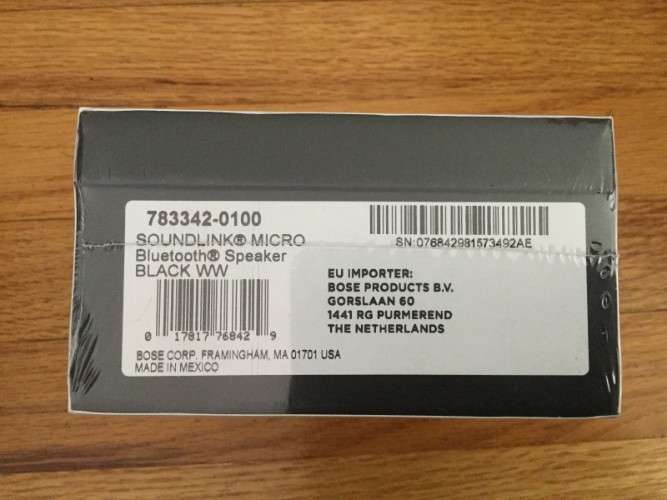 783342-0100
SOUNDLINK® MICRO
Bluetooth® Speaker
BLACK WW
0 17817 76842 9
BOSE CORP, FRAMINGHAM, MA 01701 USA
MADE IN MEXICO
SN:076842981573492AE
EU IMPORTER:
BOSE PRODUCTS B.V.
GORSLAAN 60
1441 RG PURMEREND
THE NETHERLANDS